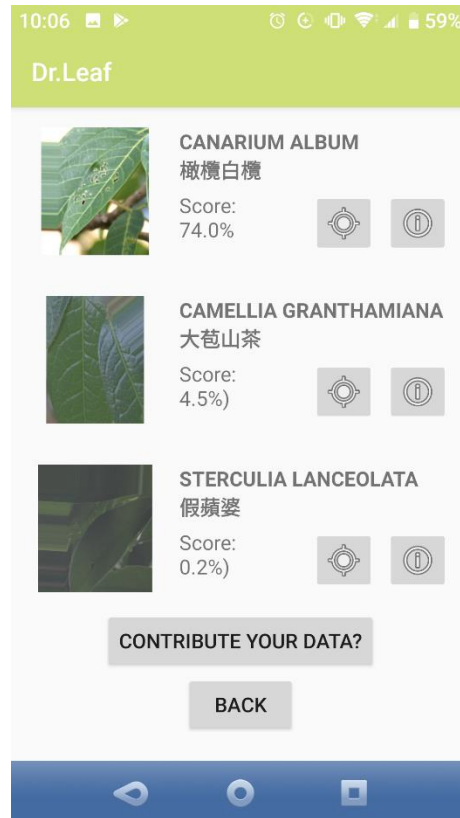 10:06 59%
Dr.Leaf
CANARIUM ALBUM
橄欖白欖
Score:
74.0%
CAMELLIA GRANTHAMIANA
大苞山茶
Score:
4.5%)
STERCULIA LANCEOLATA
假蘋婆
Score:
0.2%)
CONTRIBUTE YOUR DATA?
BACK